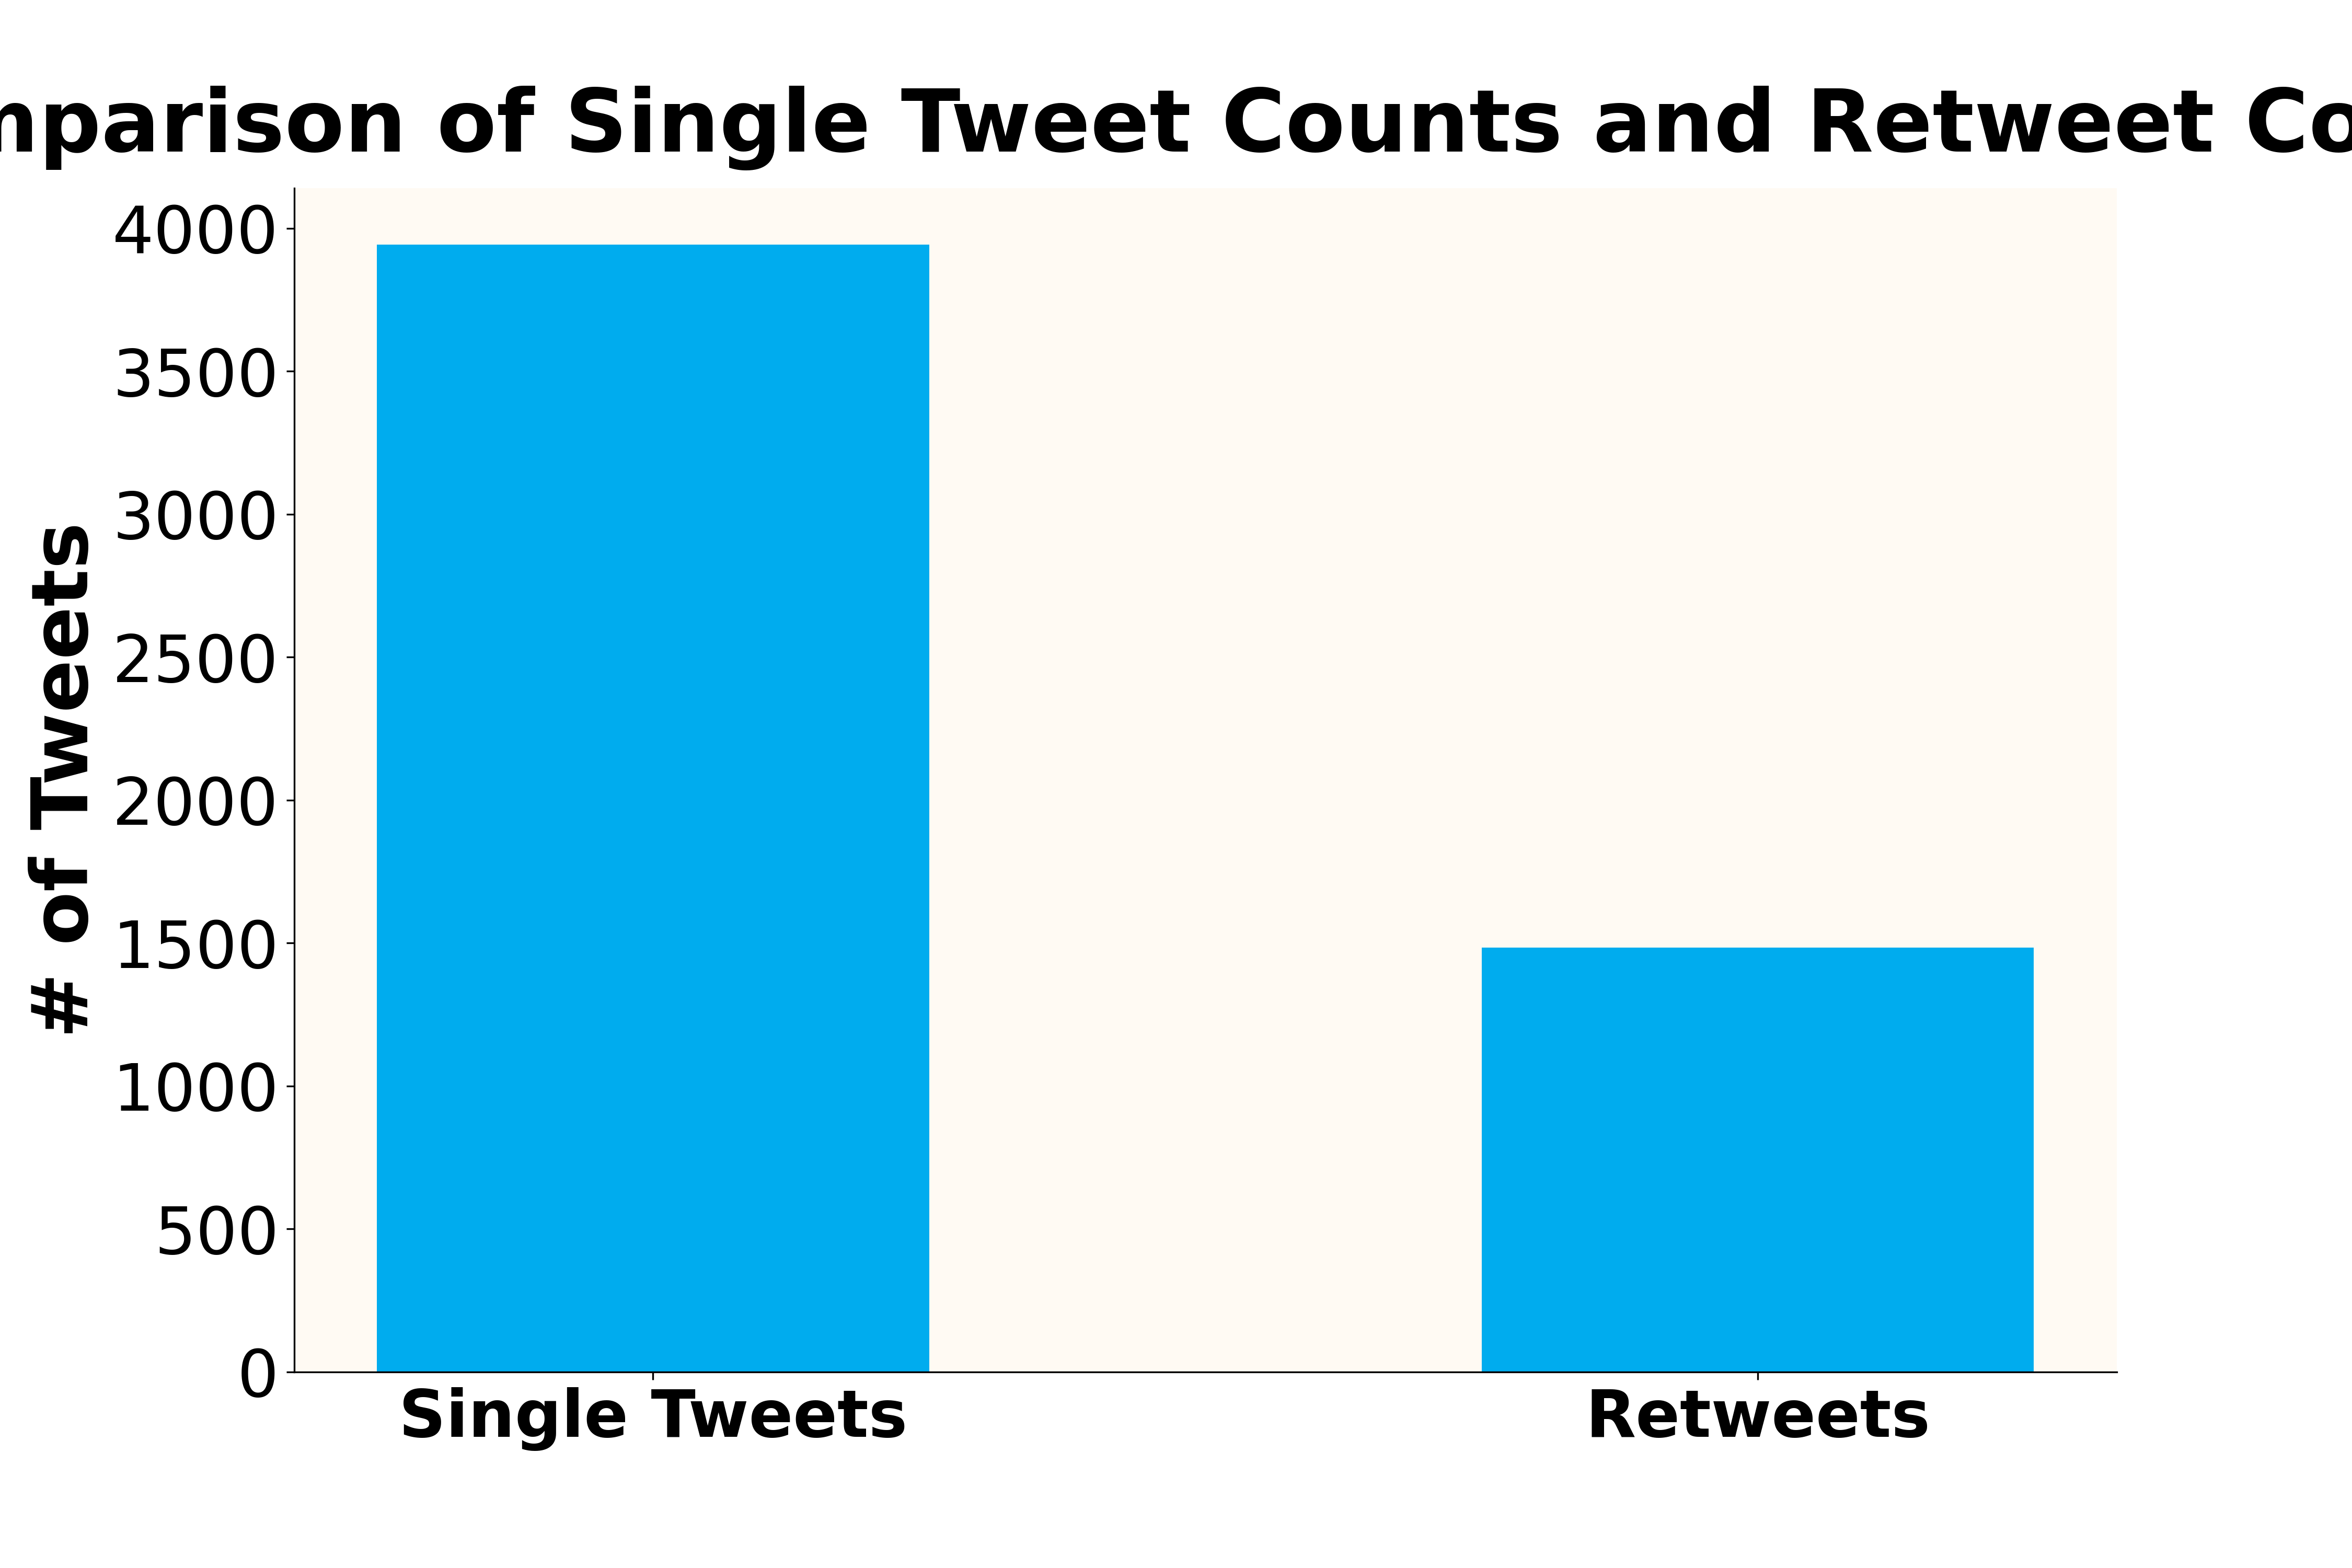 mparison of Single Tweet Counts and Retweet Co
4000
3500
3000
2500
2000
1500
1000
500
0
# of Tweets
Single Tweets
Retweets